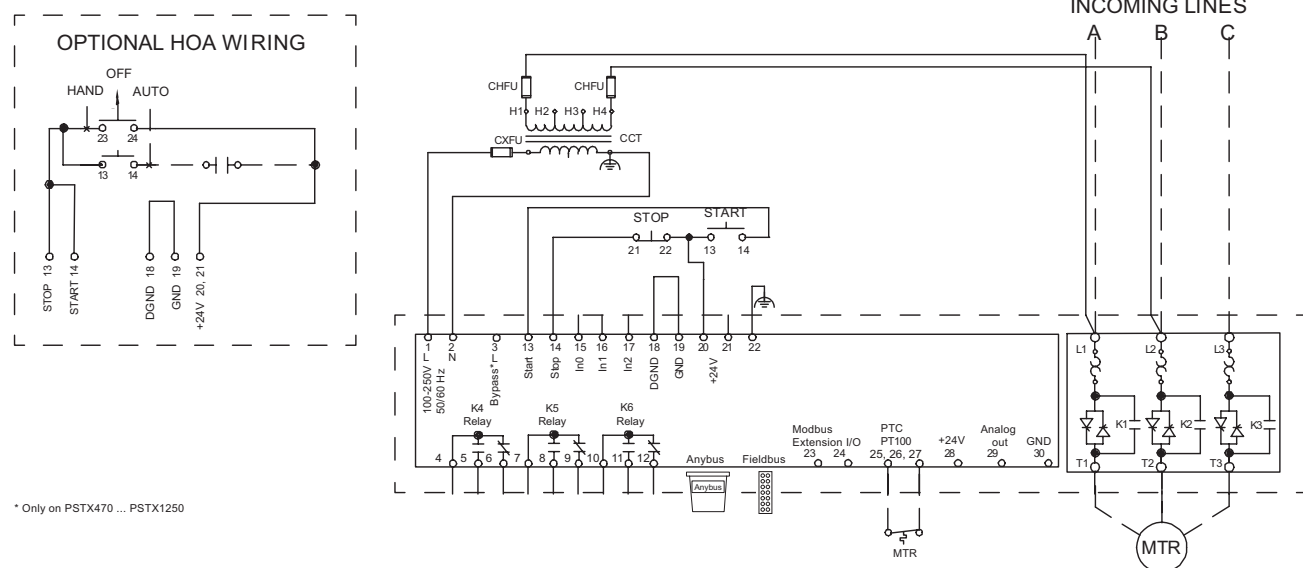 INCOMING LINES
A B C
OPTIONAL HOA WIRING
OFF
HAND AUTO
23 24
13 14
STOP 13
START 14
DGND 18
GND 19
+24V 20, 21
CHFU CHFU
H1 H2 H3 H4
CXFU CCT
STOP START
21 22 13 14
1 2 3 13 14 15 16 17 18 19 20 21 22
L
N
Bypass*L
Start
Stop
In0
In1
In2
DGND
GND
+24V
100-250V
50/60 Hz
K4
Relay
K5
Relay
K6
Relay
4 5 6 7 8 9 10 11 12
Anybus Fieldbus
Anybus
Modbus
Extension I/O
23 24
PTC
PT100
25, 26, 27
+24V
28
Analog
out
29
GND
30
MTR
L1 L2 L3
K1 K2 K3
T1 T2 T3
MTR
* Only on PSTX470 ... PSTX1250